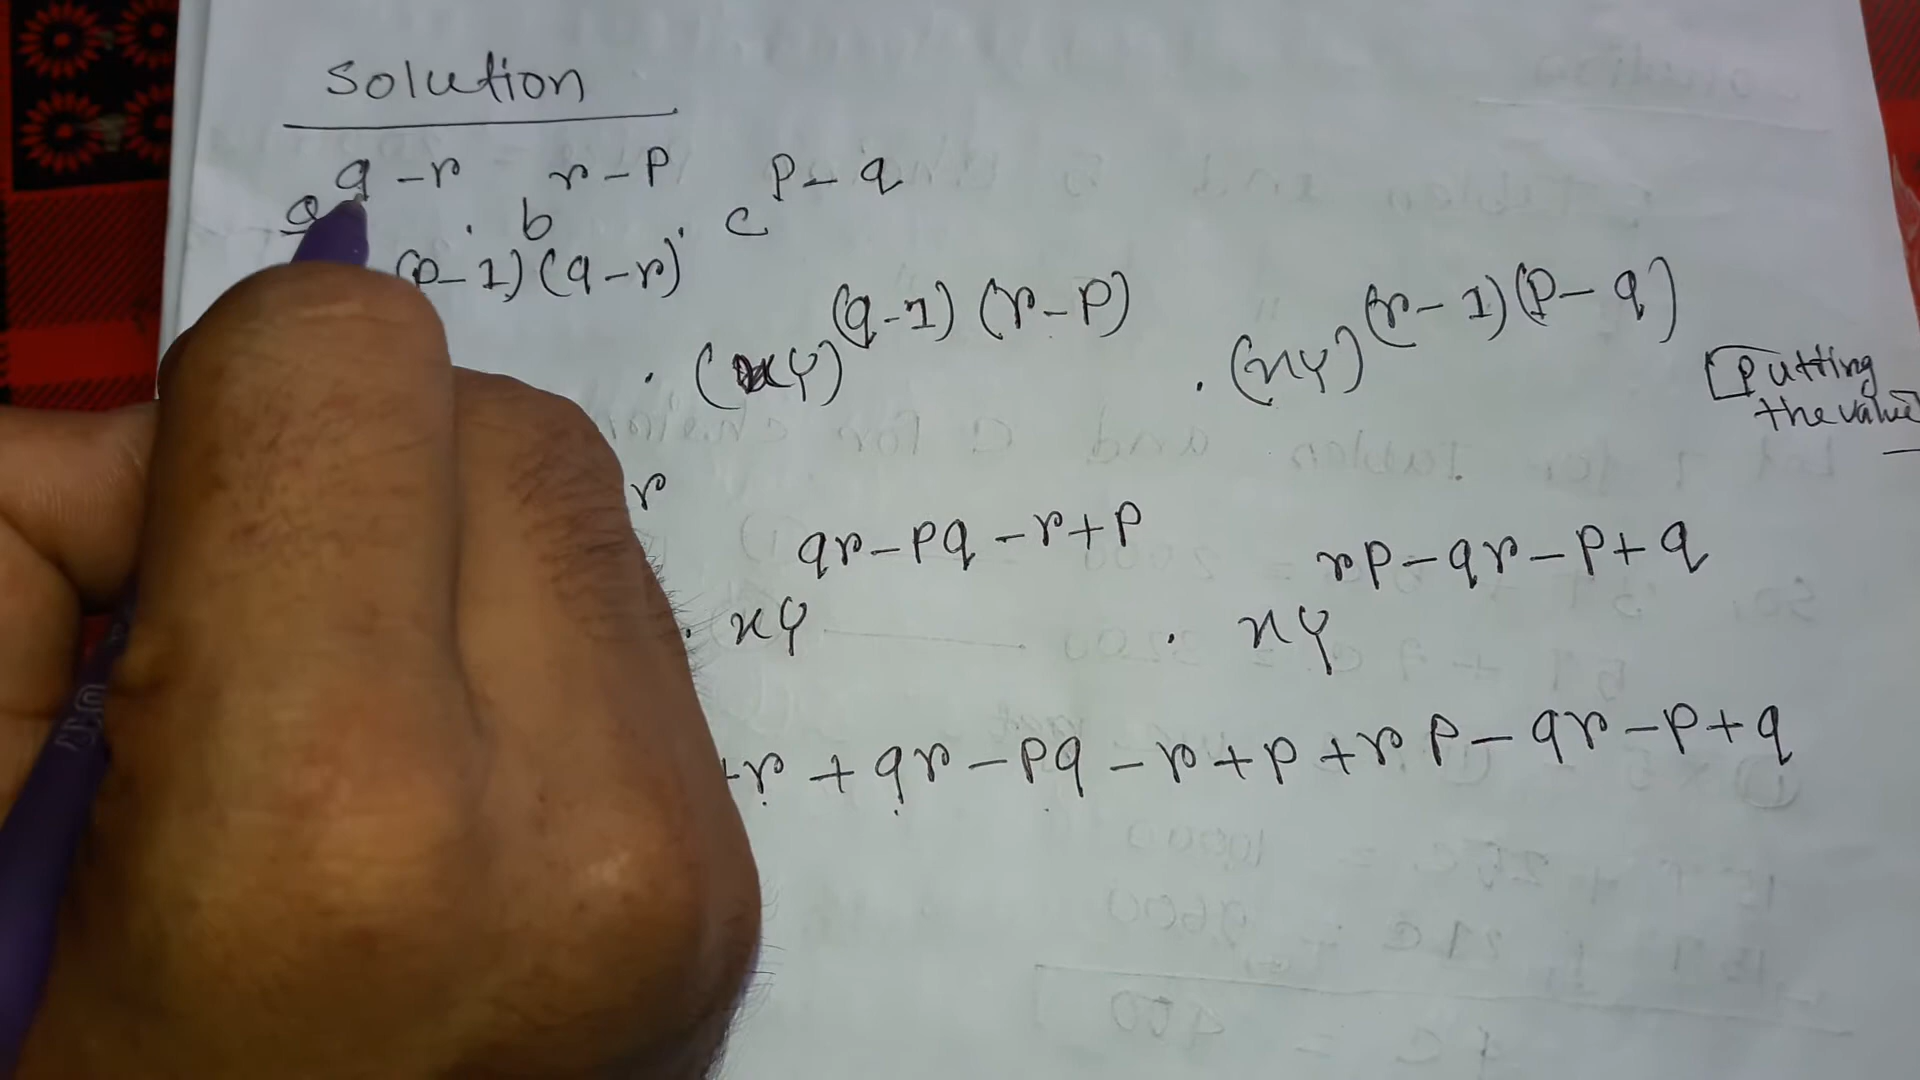 Solution
a^{q-r} . b^{r-p} . c^{p-q}
(p-1)(q-r) . (xy)^{(q-1)(r-p)} . (xy)^{(r-1)(p-q)} [Putting the value
r . xy^{qr-pq-r+p} . xy^{rp-qr-p+q}
+r+qr-pq-r+p+rp-qr-p+q